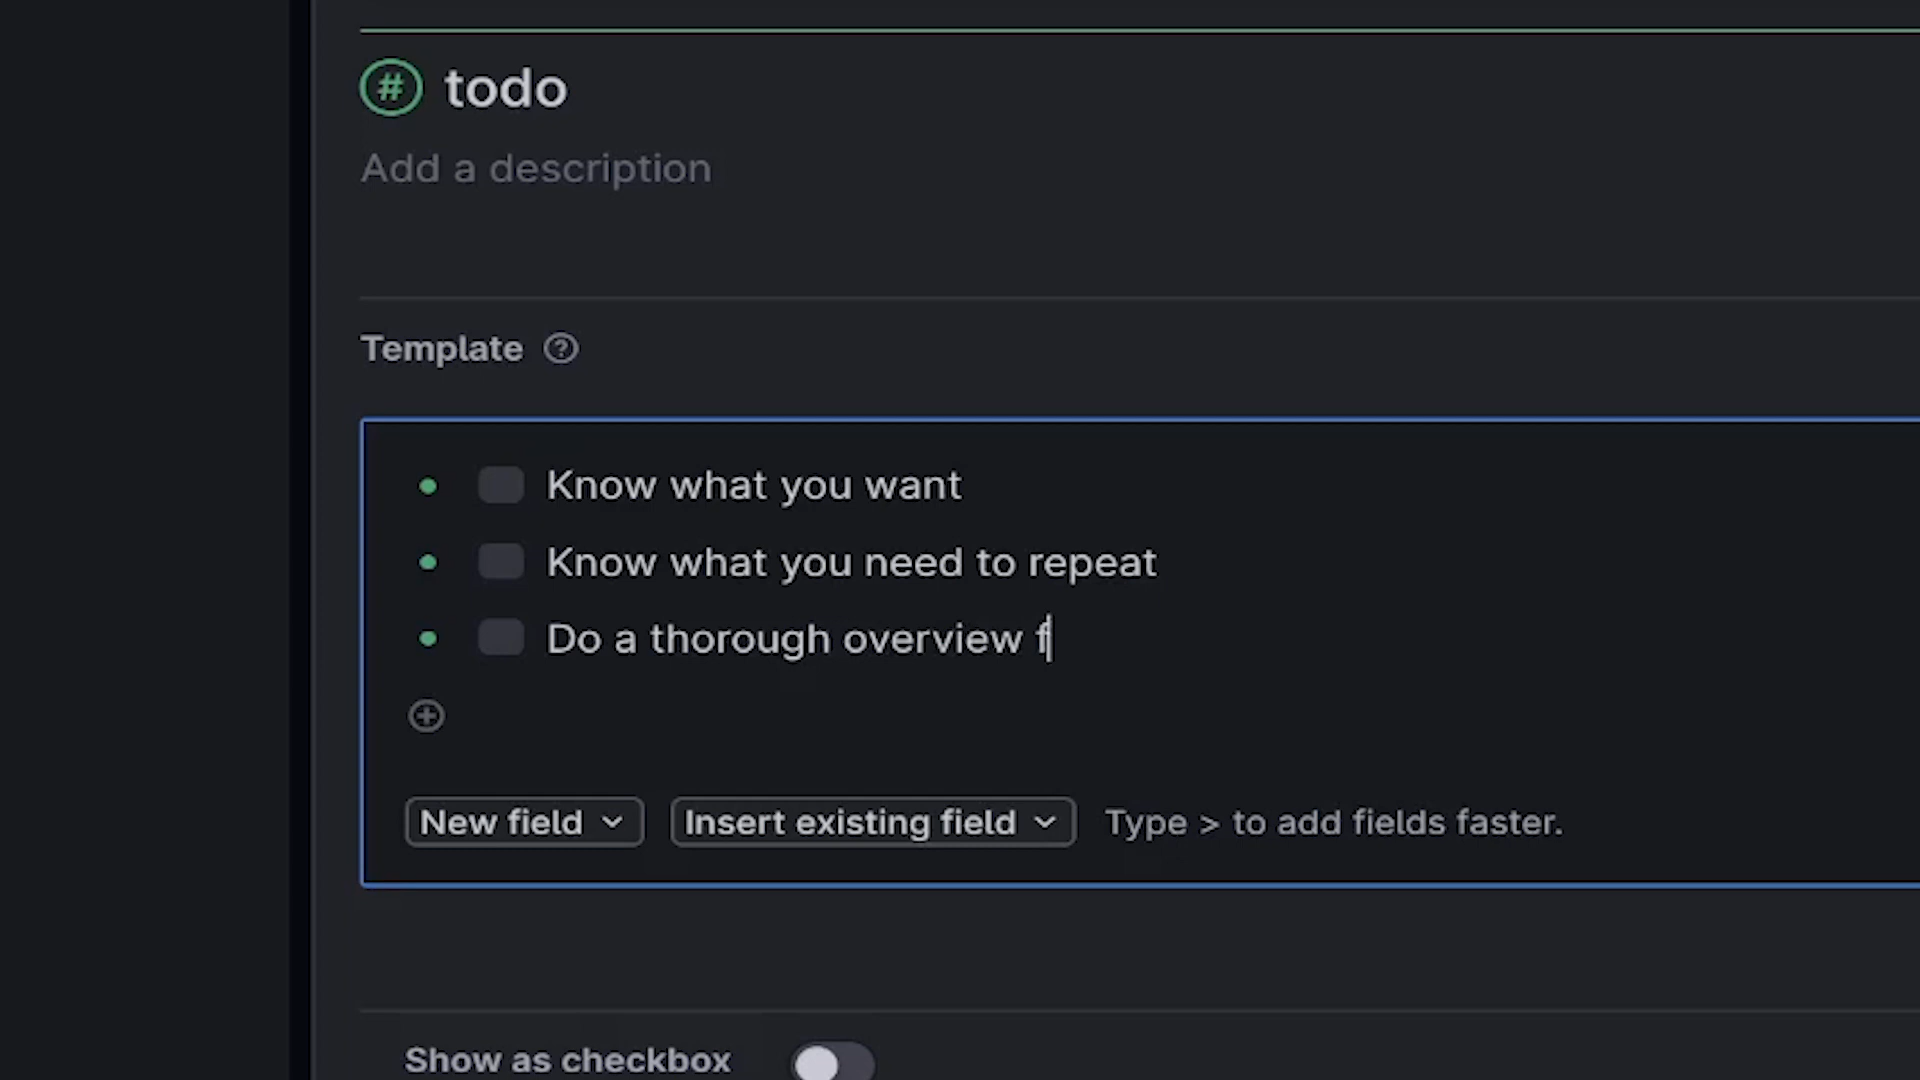 # todo
Add a description
Template ?
Know what you want
Know what you need to repeat
Do a thorough overview f
New field Insert existing field Type > to add fields faster.
Show as checkbox